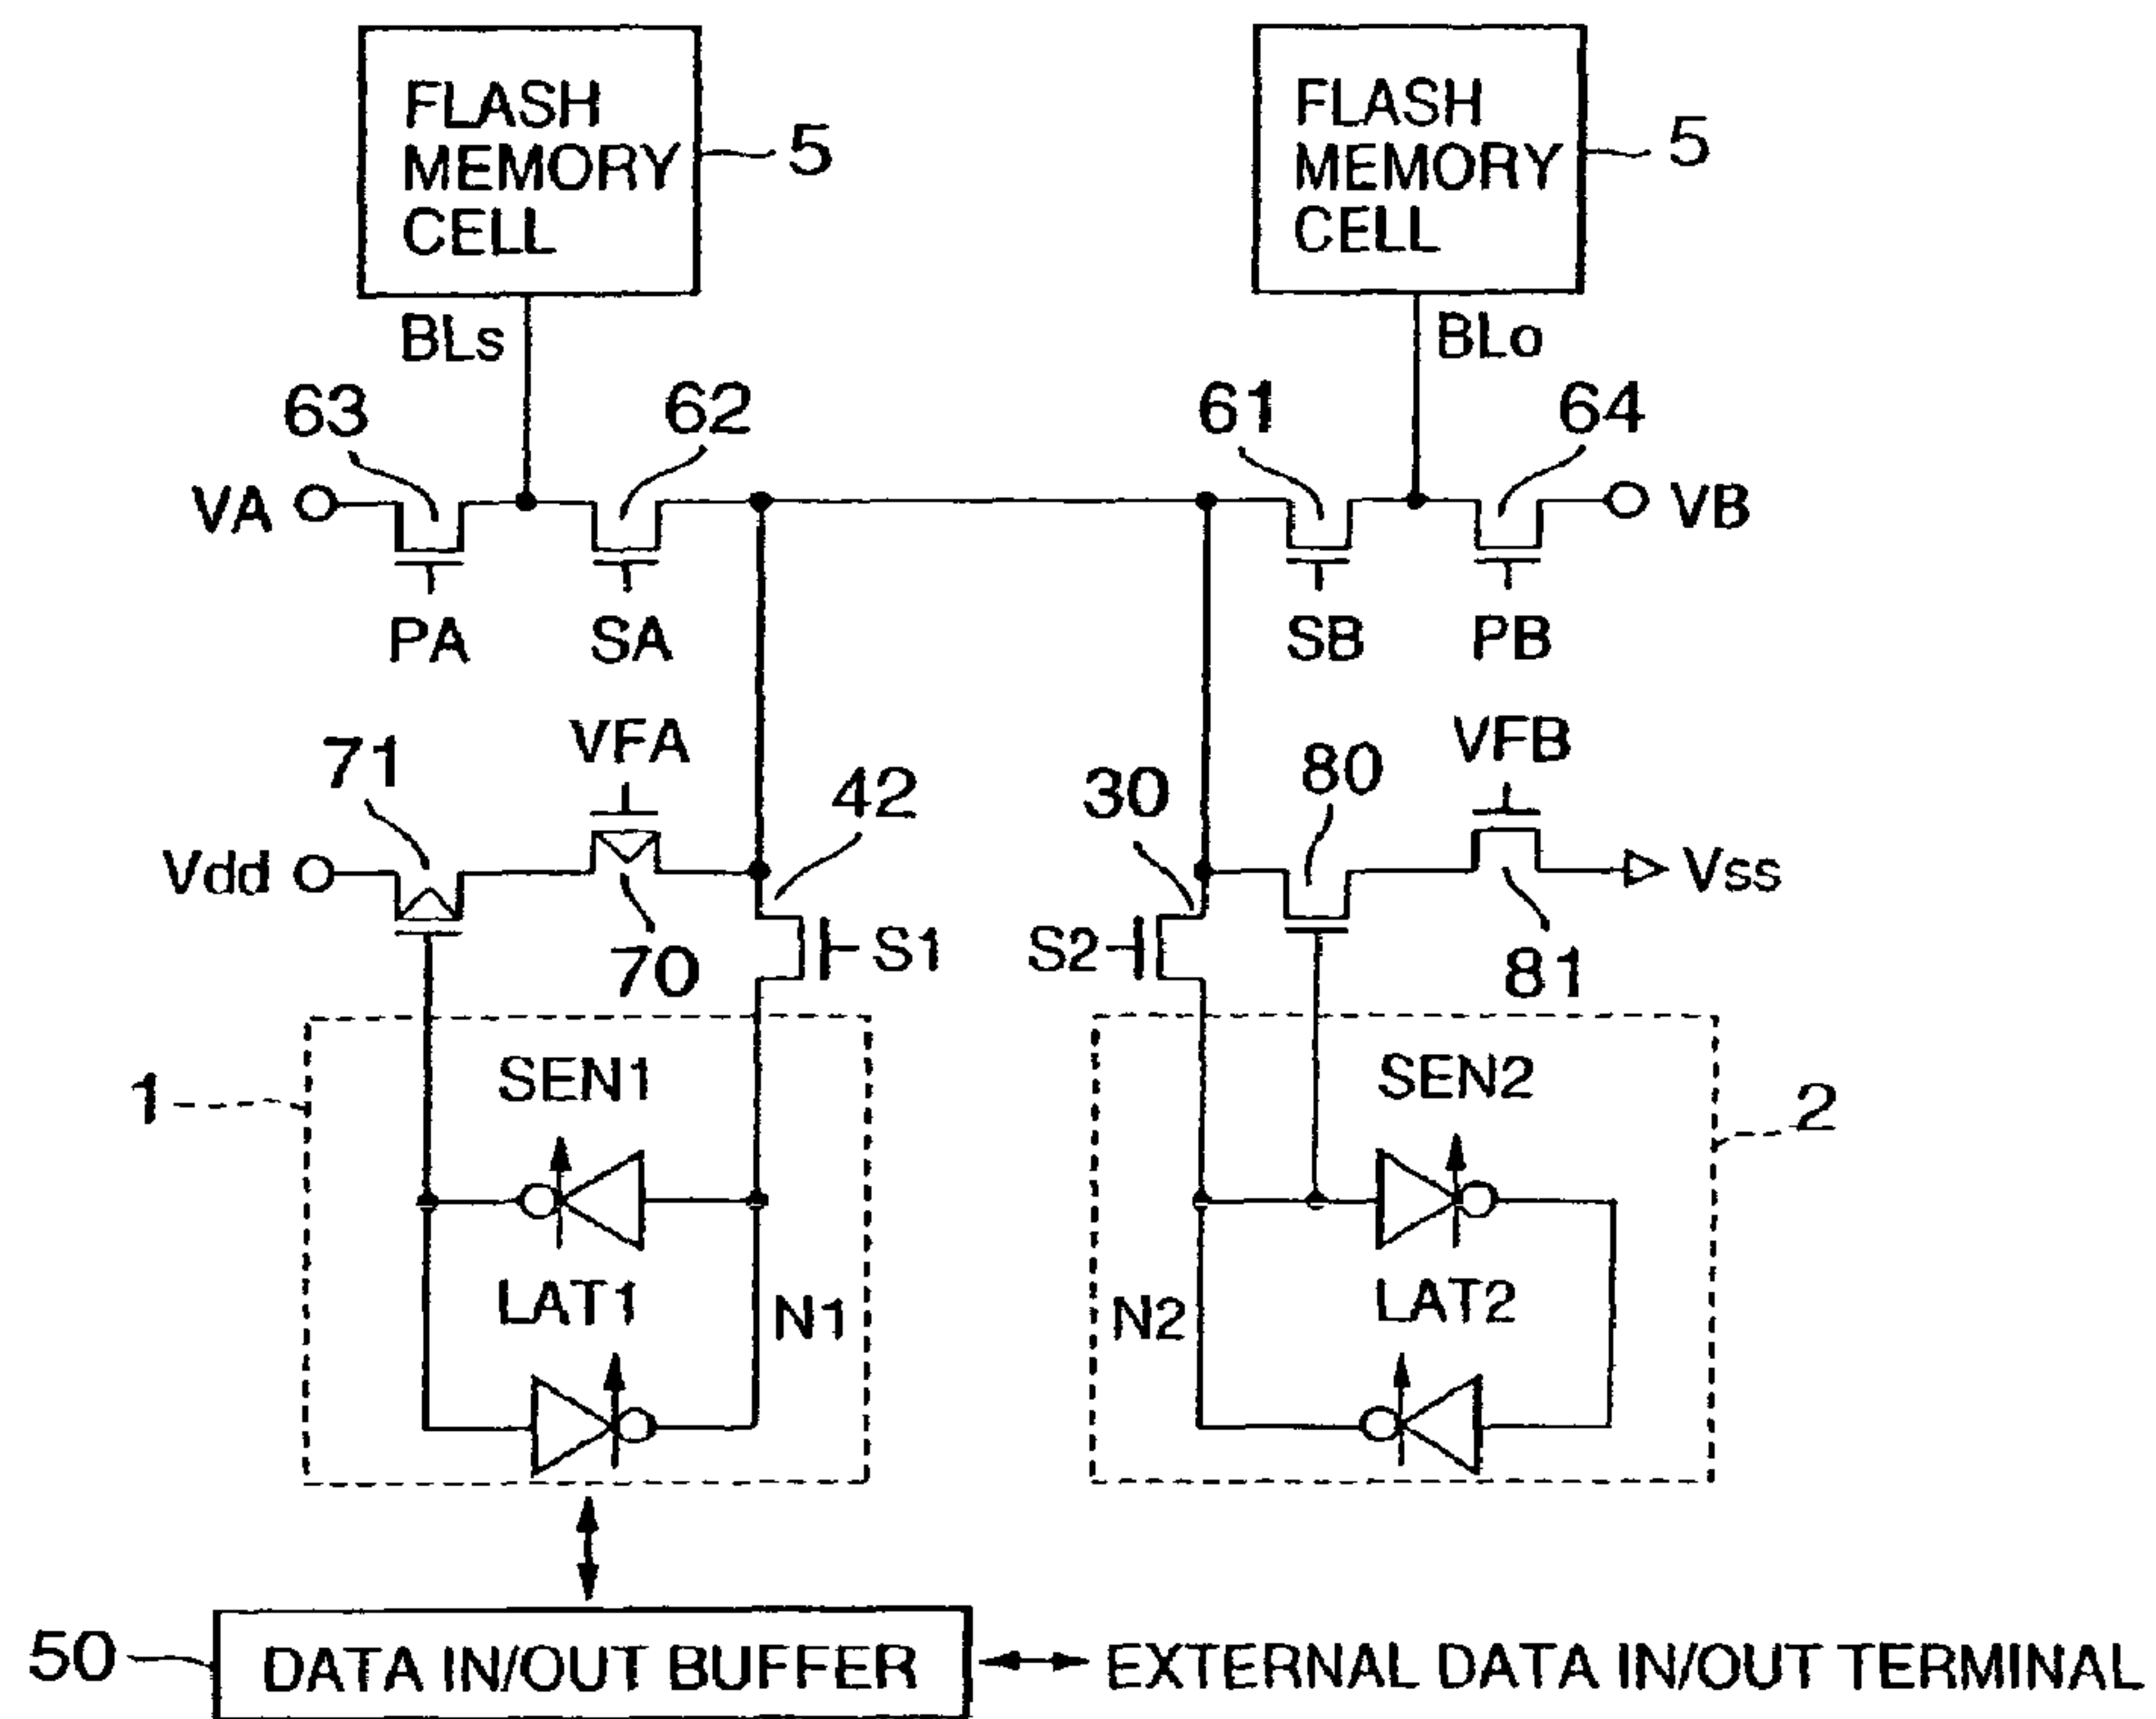 FLASH
MEMORY
CELL
5
FLASH
MEMORY
CELL
5
BLs
BLo
63
62
61
64
VA
VB
PA
SA
SB
PB
71
VFA
42
30
80
VFB
Vdd
Vss
70
S1
S2
81
1
SEN1
SEN2
2
LAT1
N1
N2
LAT2
50
DATA IN/OUT BUFFER
EXTERNAL DATA IN/OUT TERMINAL